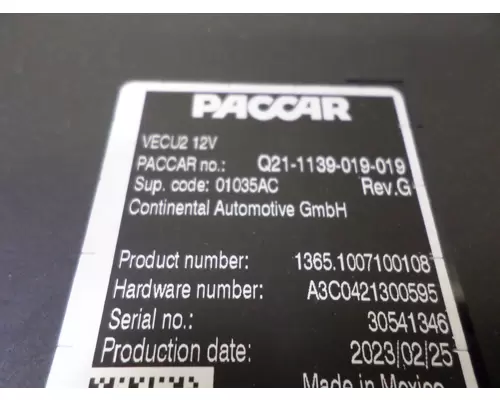 PACCAR
VECU2 12V
PACCAR no.: Q21-1139-019-019
Sup. code: 01035AC Rev.G
Continental Automotive GmbH
Product number: 1365.1007100108
Hardware number: A3C0421300595
Serial no.: 30541346
Production date: 2023/02/25
Made in Mexico